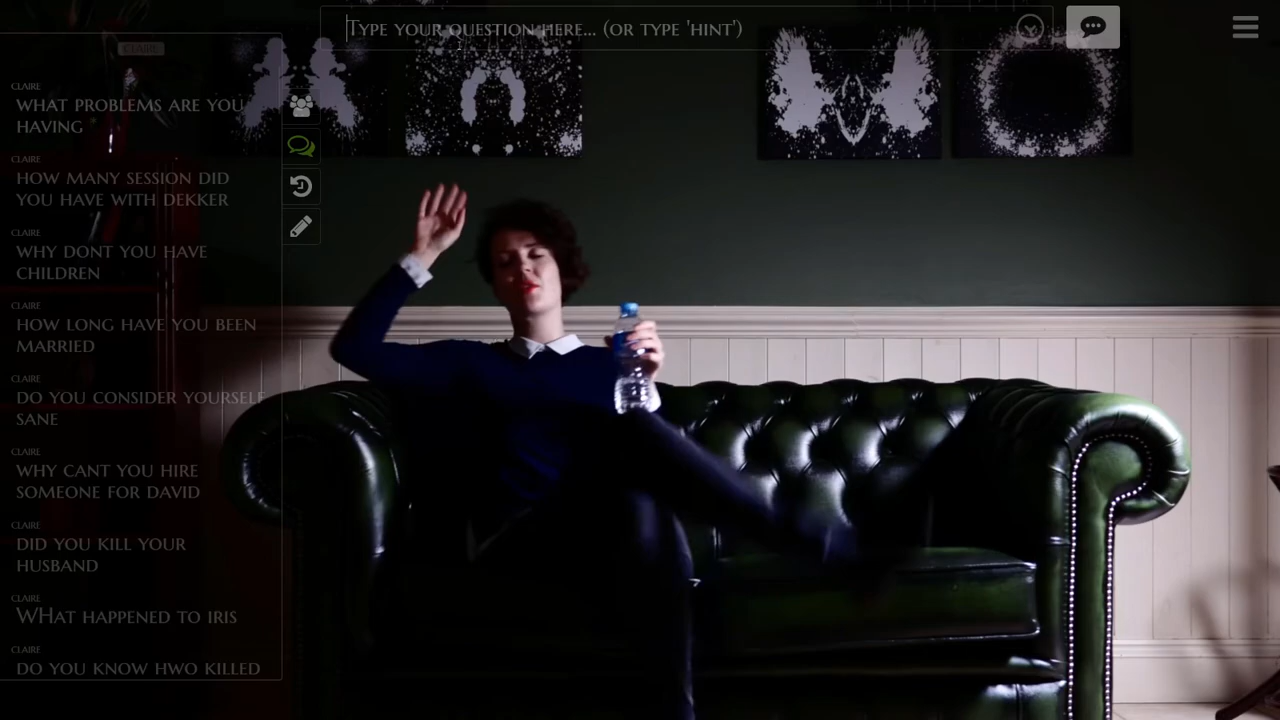 Type your question here... (or type 'hint')
CLAIRE
CLAIRE
WHAT PROBLEMS ARE YOU
HAVING
CLAIRE
HOW MANY SESSION DID
YOU HAVE WITH DEKKER
CLAIRE
WHY DONT YOU HAVE
CHILDREN
CLAIRE
HOW LONG HAVE YOU BEEN
MARRIED
CLAIRE
DO YOU CONSIDER YOURSELF
SANE
CLAIRE
WHY CANT YOU HIRE
SOMEONE FOR DAVID
CLAIRE
DID YOU KILL YOUR
HUSBAND
CLAIRE
WHAT HAPPENED TO IRIS
CLAIRE
DO YOU KNOW HWO KILLED